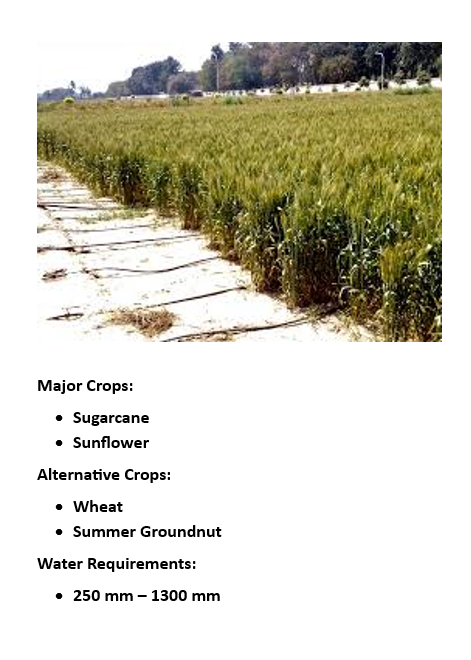 Major Crops:
• Sugarcane
• Sunflower
Alternative Crops:
• Wheat
• Summer Groundnut
Water Requirements:
• 250 mm – 1300 mm